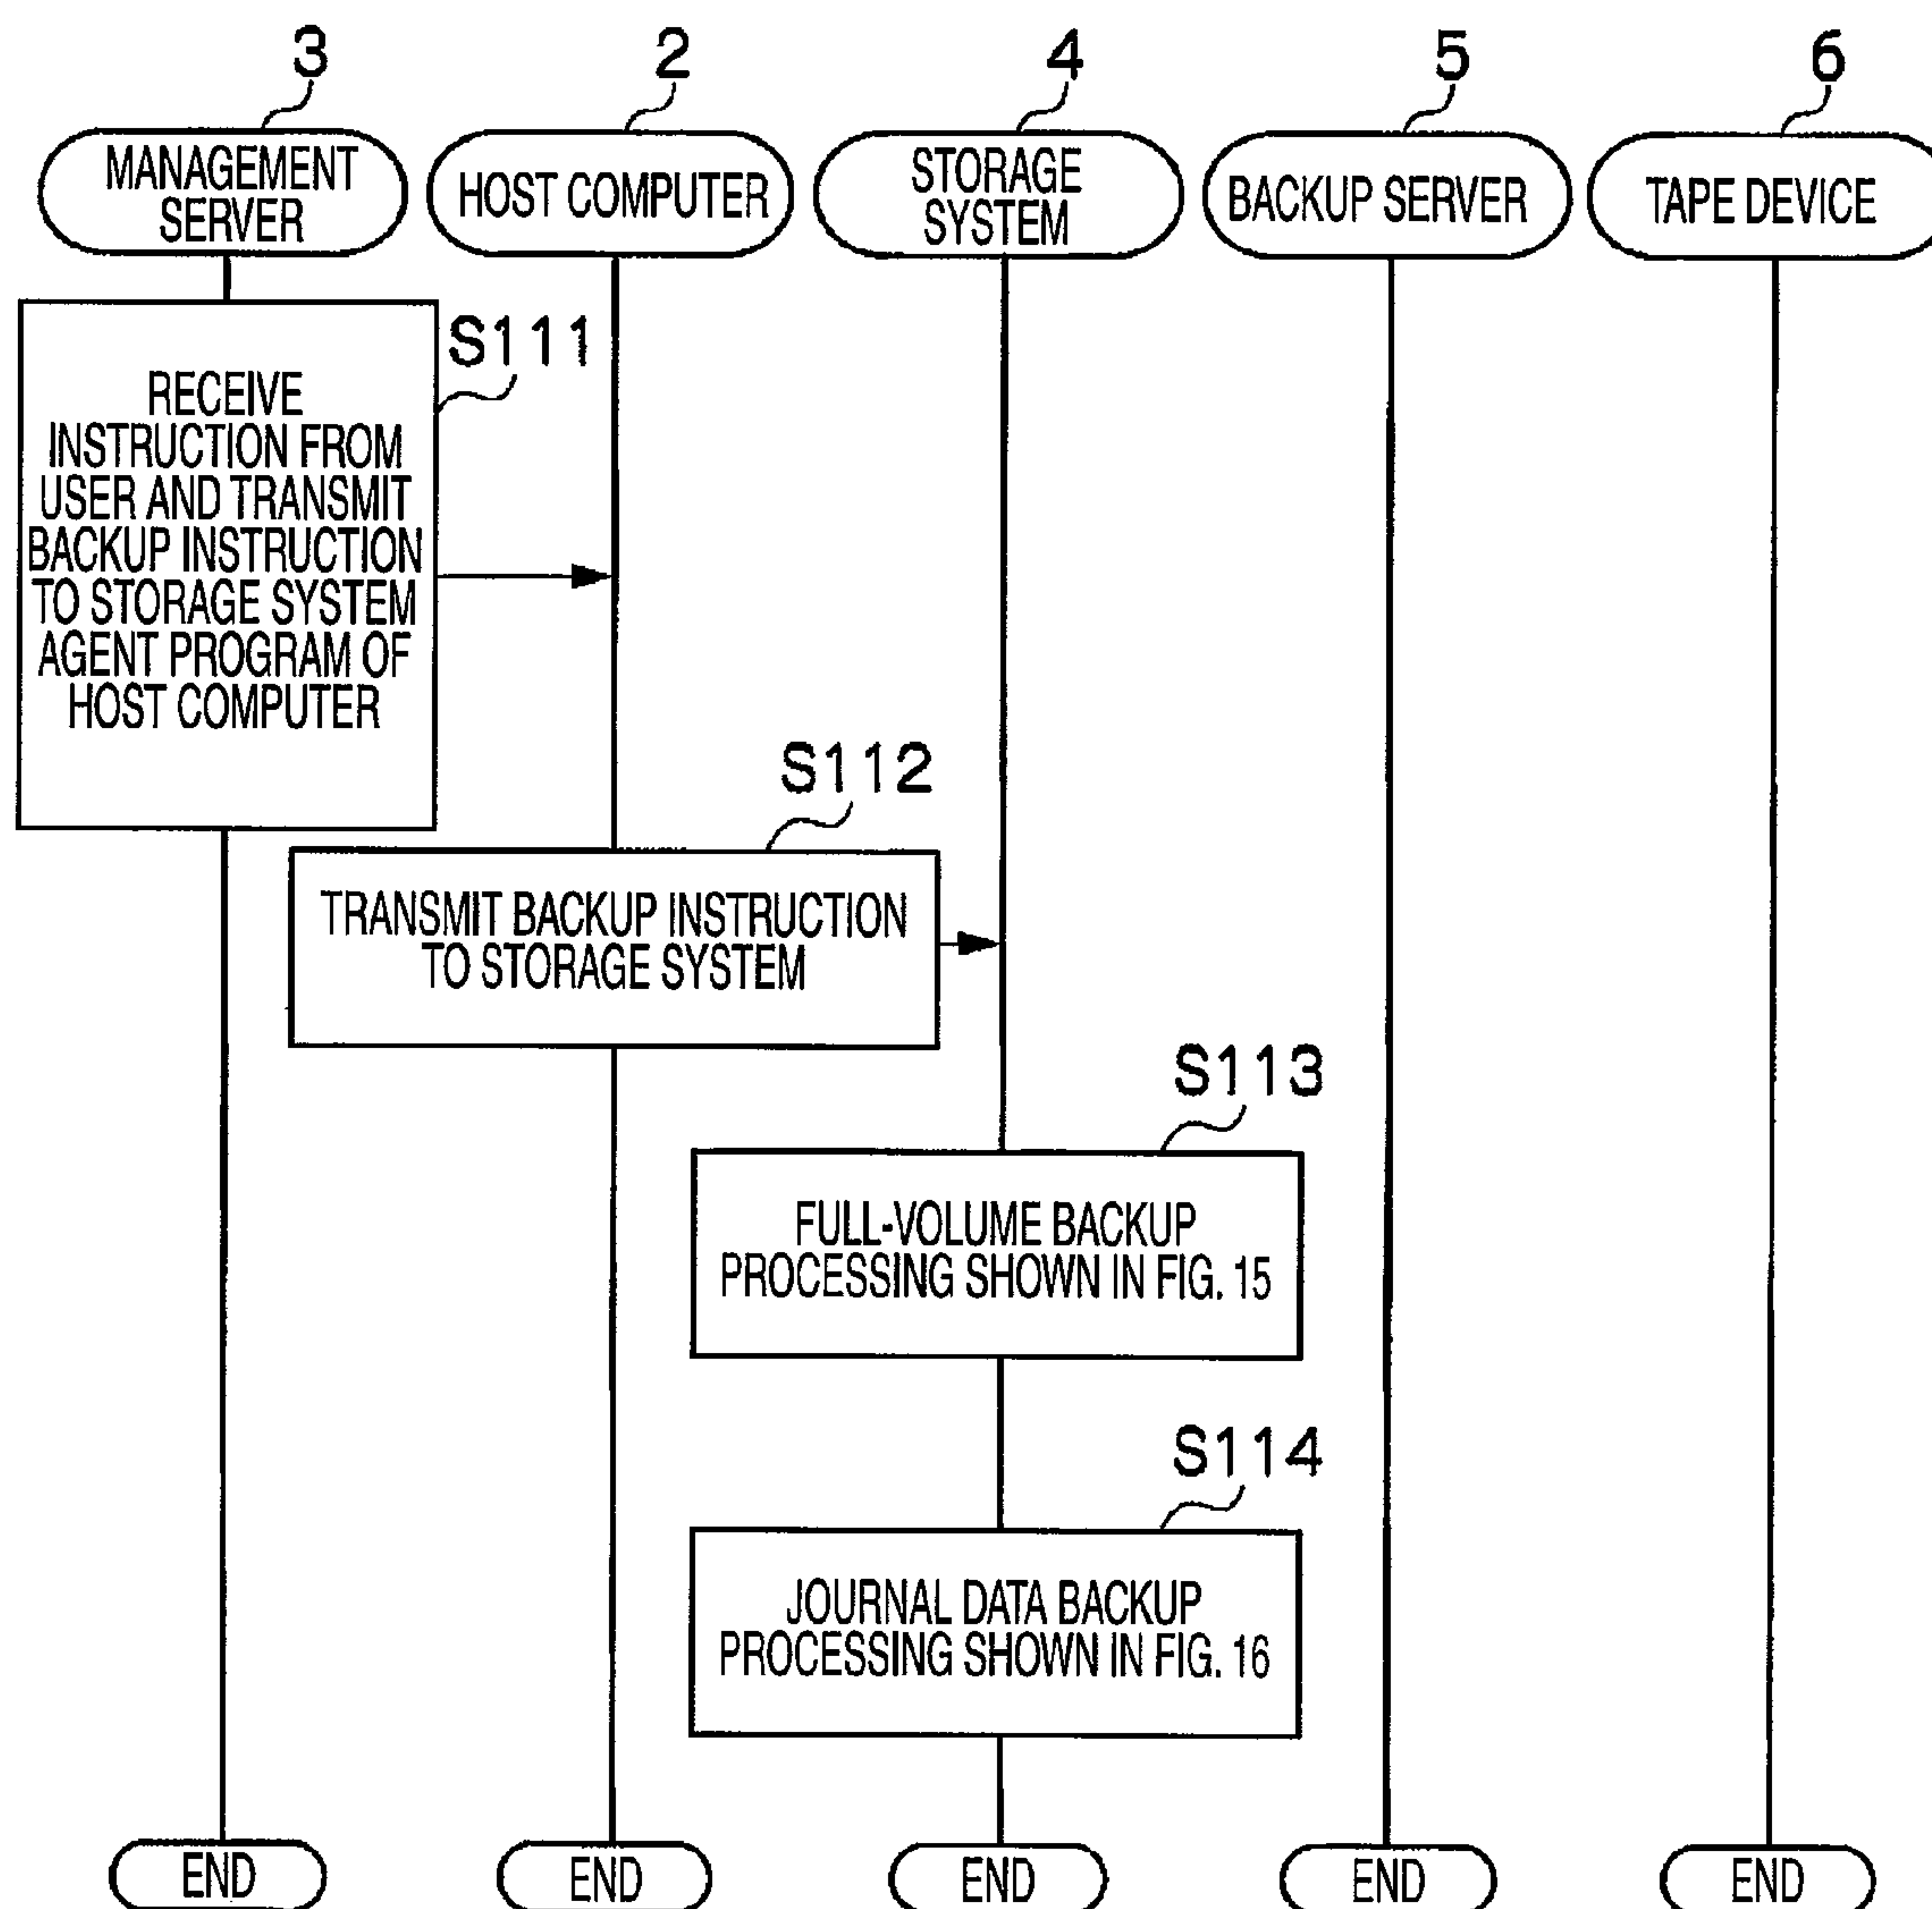 3
2
4
5
6
MANAGEMENT
SERVER
HOST COMPUTER
STORAGE
SYSTEM
BACKUP SERVER
TAPE DEVICE
S111
RECEIVE
INSTRUCTION FROM
USER AND TRANSMIT
BACKUP INSTRUCTION
TO STORAGE SYSTEM
AGENT PROGRAM OF
HOST COMPUTER
S112
TRANSMIT BACKUP INSTRUCTION
TO STORAGE SYSTEM
S113
FULL-VOLUME BACKUP
PROCESSING SHOWN IN FIG. 15
S114
JOURNAL DATA BACKUP
PROCESSING SHOWN IN FIG. 16
END
END
END
END
END